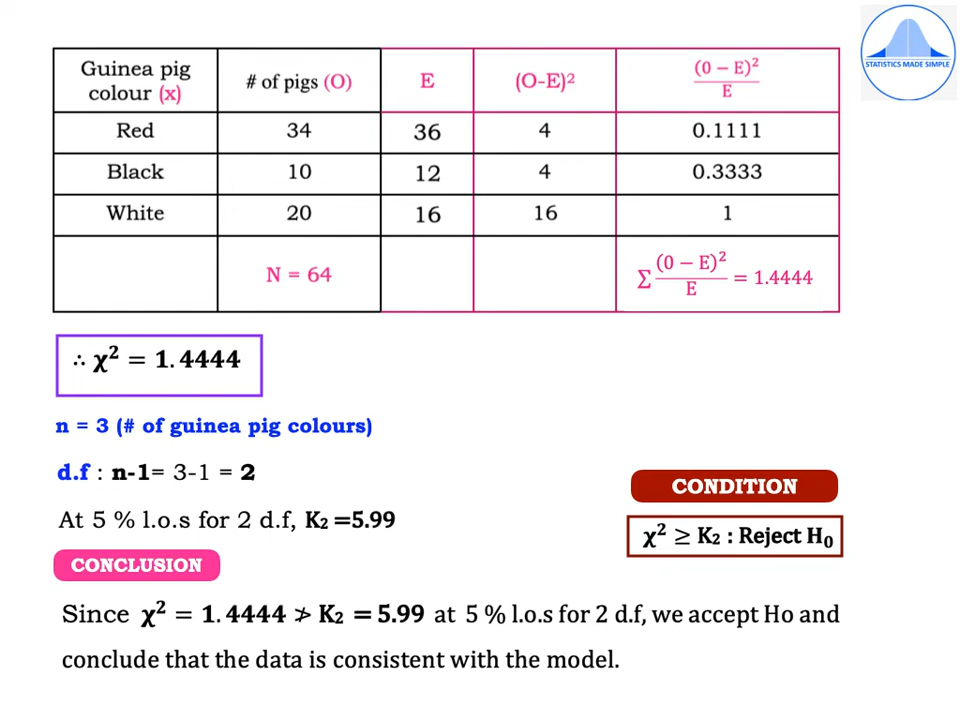 STATISTICS MADE SIMPLE
Guinea pig colour (x) # of pigs (O) E (O-E)² (0 − E)²/E
Red 34 36 4 0.1111
Black 10 12 4 0.3333
White 20 16 16 1
N = 64 Σ (0 − E)²/E = 1.4444
∴ χ² = 1.4444
n = 3 (# of guinea pig colours)
d.f : n-1= 3-1 = 2
At 5 % l.o.s for 2 d.f, K₂ =5.99
CONDITION
χ² ≥ K₂ : Reject H₀
CONCLUSION
Since χ² = 1.4444 ≯ K₂ = 5.99 at 5 % l.o.s for 2 d.f, we accept Ho and
conclude that the data is consistent with the model.